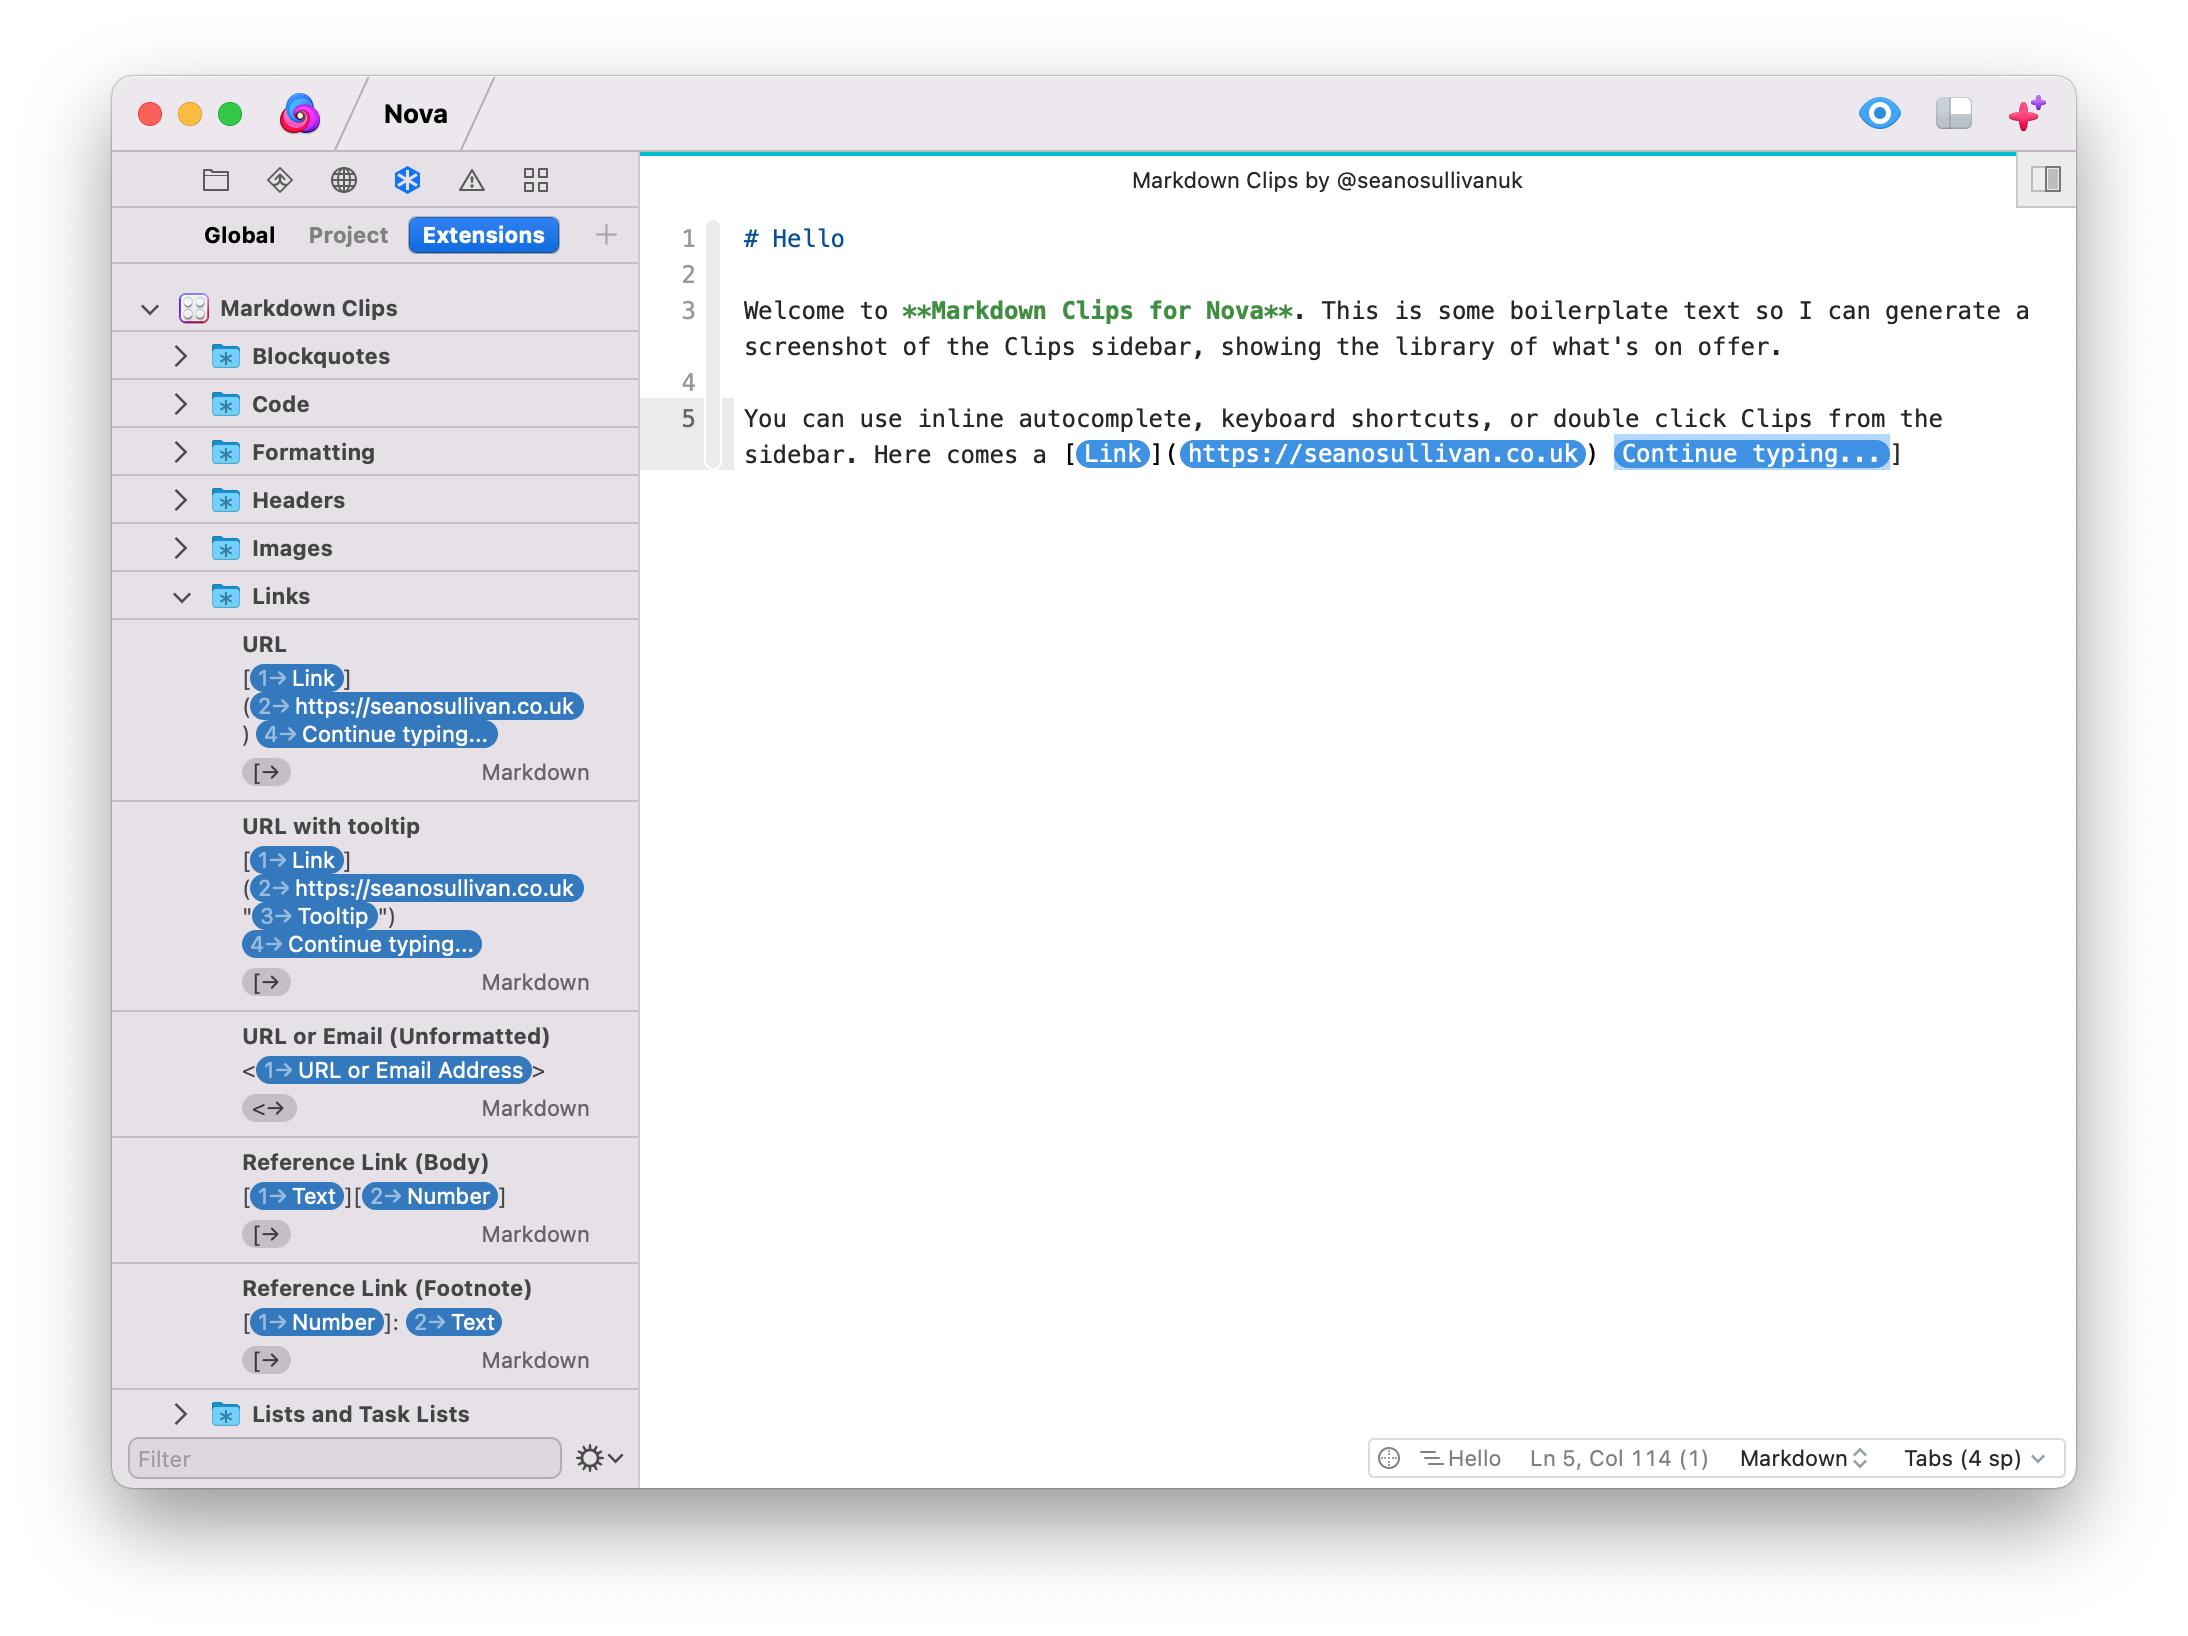 Nova
Global Project Extensions
Markdown Clips
Blockquotes
Code
Formatting
Headers
Images
Links
URL
[1→ Link]
(2→ https://seanosullivan.co.uk
) 4→ Continue typing...
[→ Markdown
URL with tooltip
[1→ Link]
(2→ https://seanosullivan.co.uk
"3→ Tooltip")
4→ Continue typing...
[→ Markdown
URL or Email (Unformatted)
<1→ URL or Email Address>
<→ Markdown
Reference Link (Body)
[1→ Text][2→ Number]
[→ Markdown
Reference Link (Footnote)
[1→ Number]: 2→ Text
[→ Markdown
Lists and Task Lists
Filter
Markdown Clips by @seanosullivanuk
1 # Hello
2
3 Welcome to **Markdown Clips for Nova**. This is some boilerplate text so I can generate a
screenshot of the Clips sidebar, showing the library of what's on offer.
4
5 You can use inline autocomplete, keyboard shortcuts, or double click Clips from the
sidebar. Here comes a [Link](https://seanosullivan.co.uk) Continue typing...]
Hello Ln 5, Col 114 (1) Markdown Tabs (4 sp)